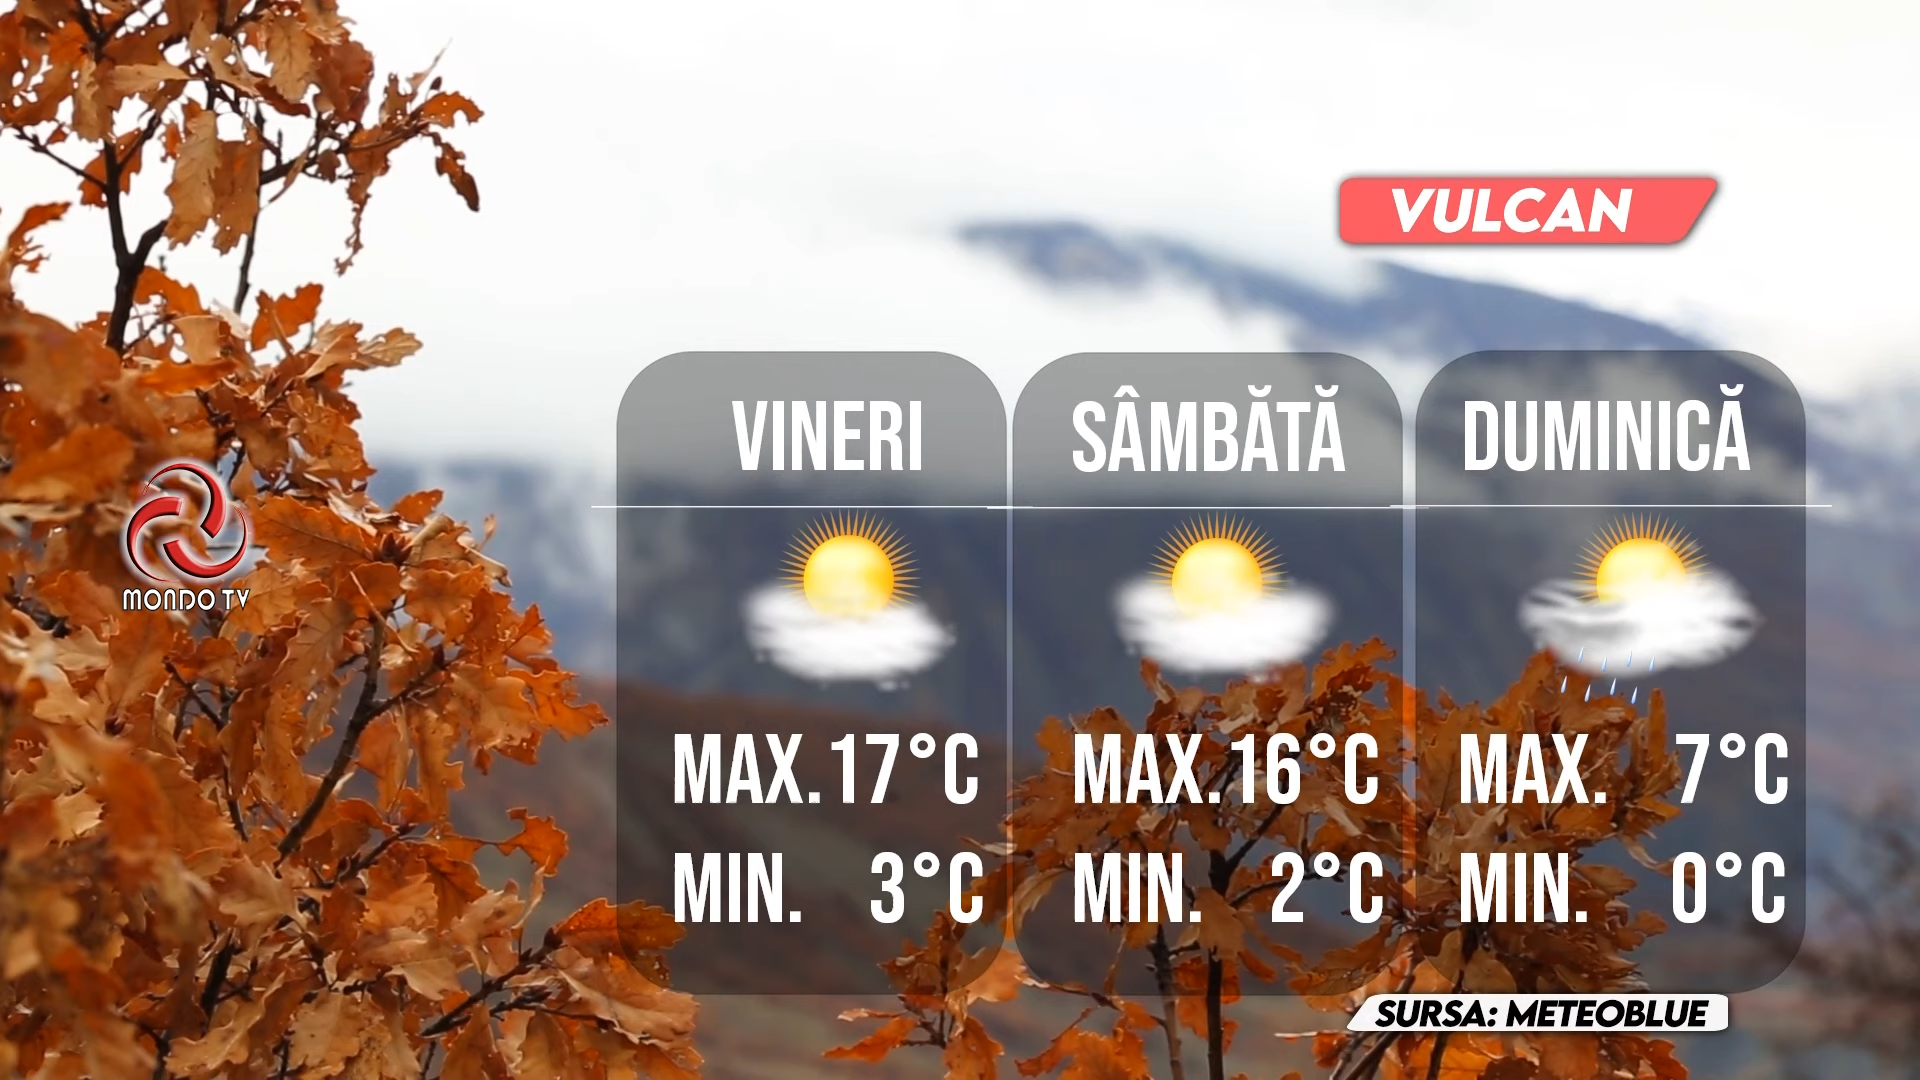 VULCAN
VINERI
SÂMBĂTĂ
DUMINICĂ
MAX. 17°C
MIN. 3°C
MAX. 16°C
MIN. 2°C
MAX. 7°C
MIN. 0°C
MONDO TV
SURSA: METEOBLUE